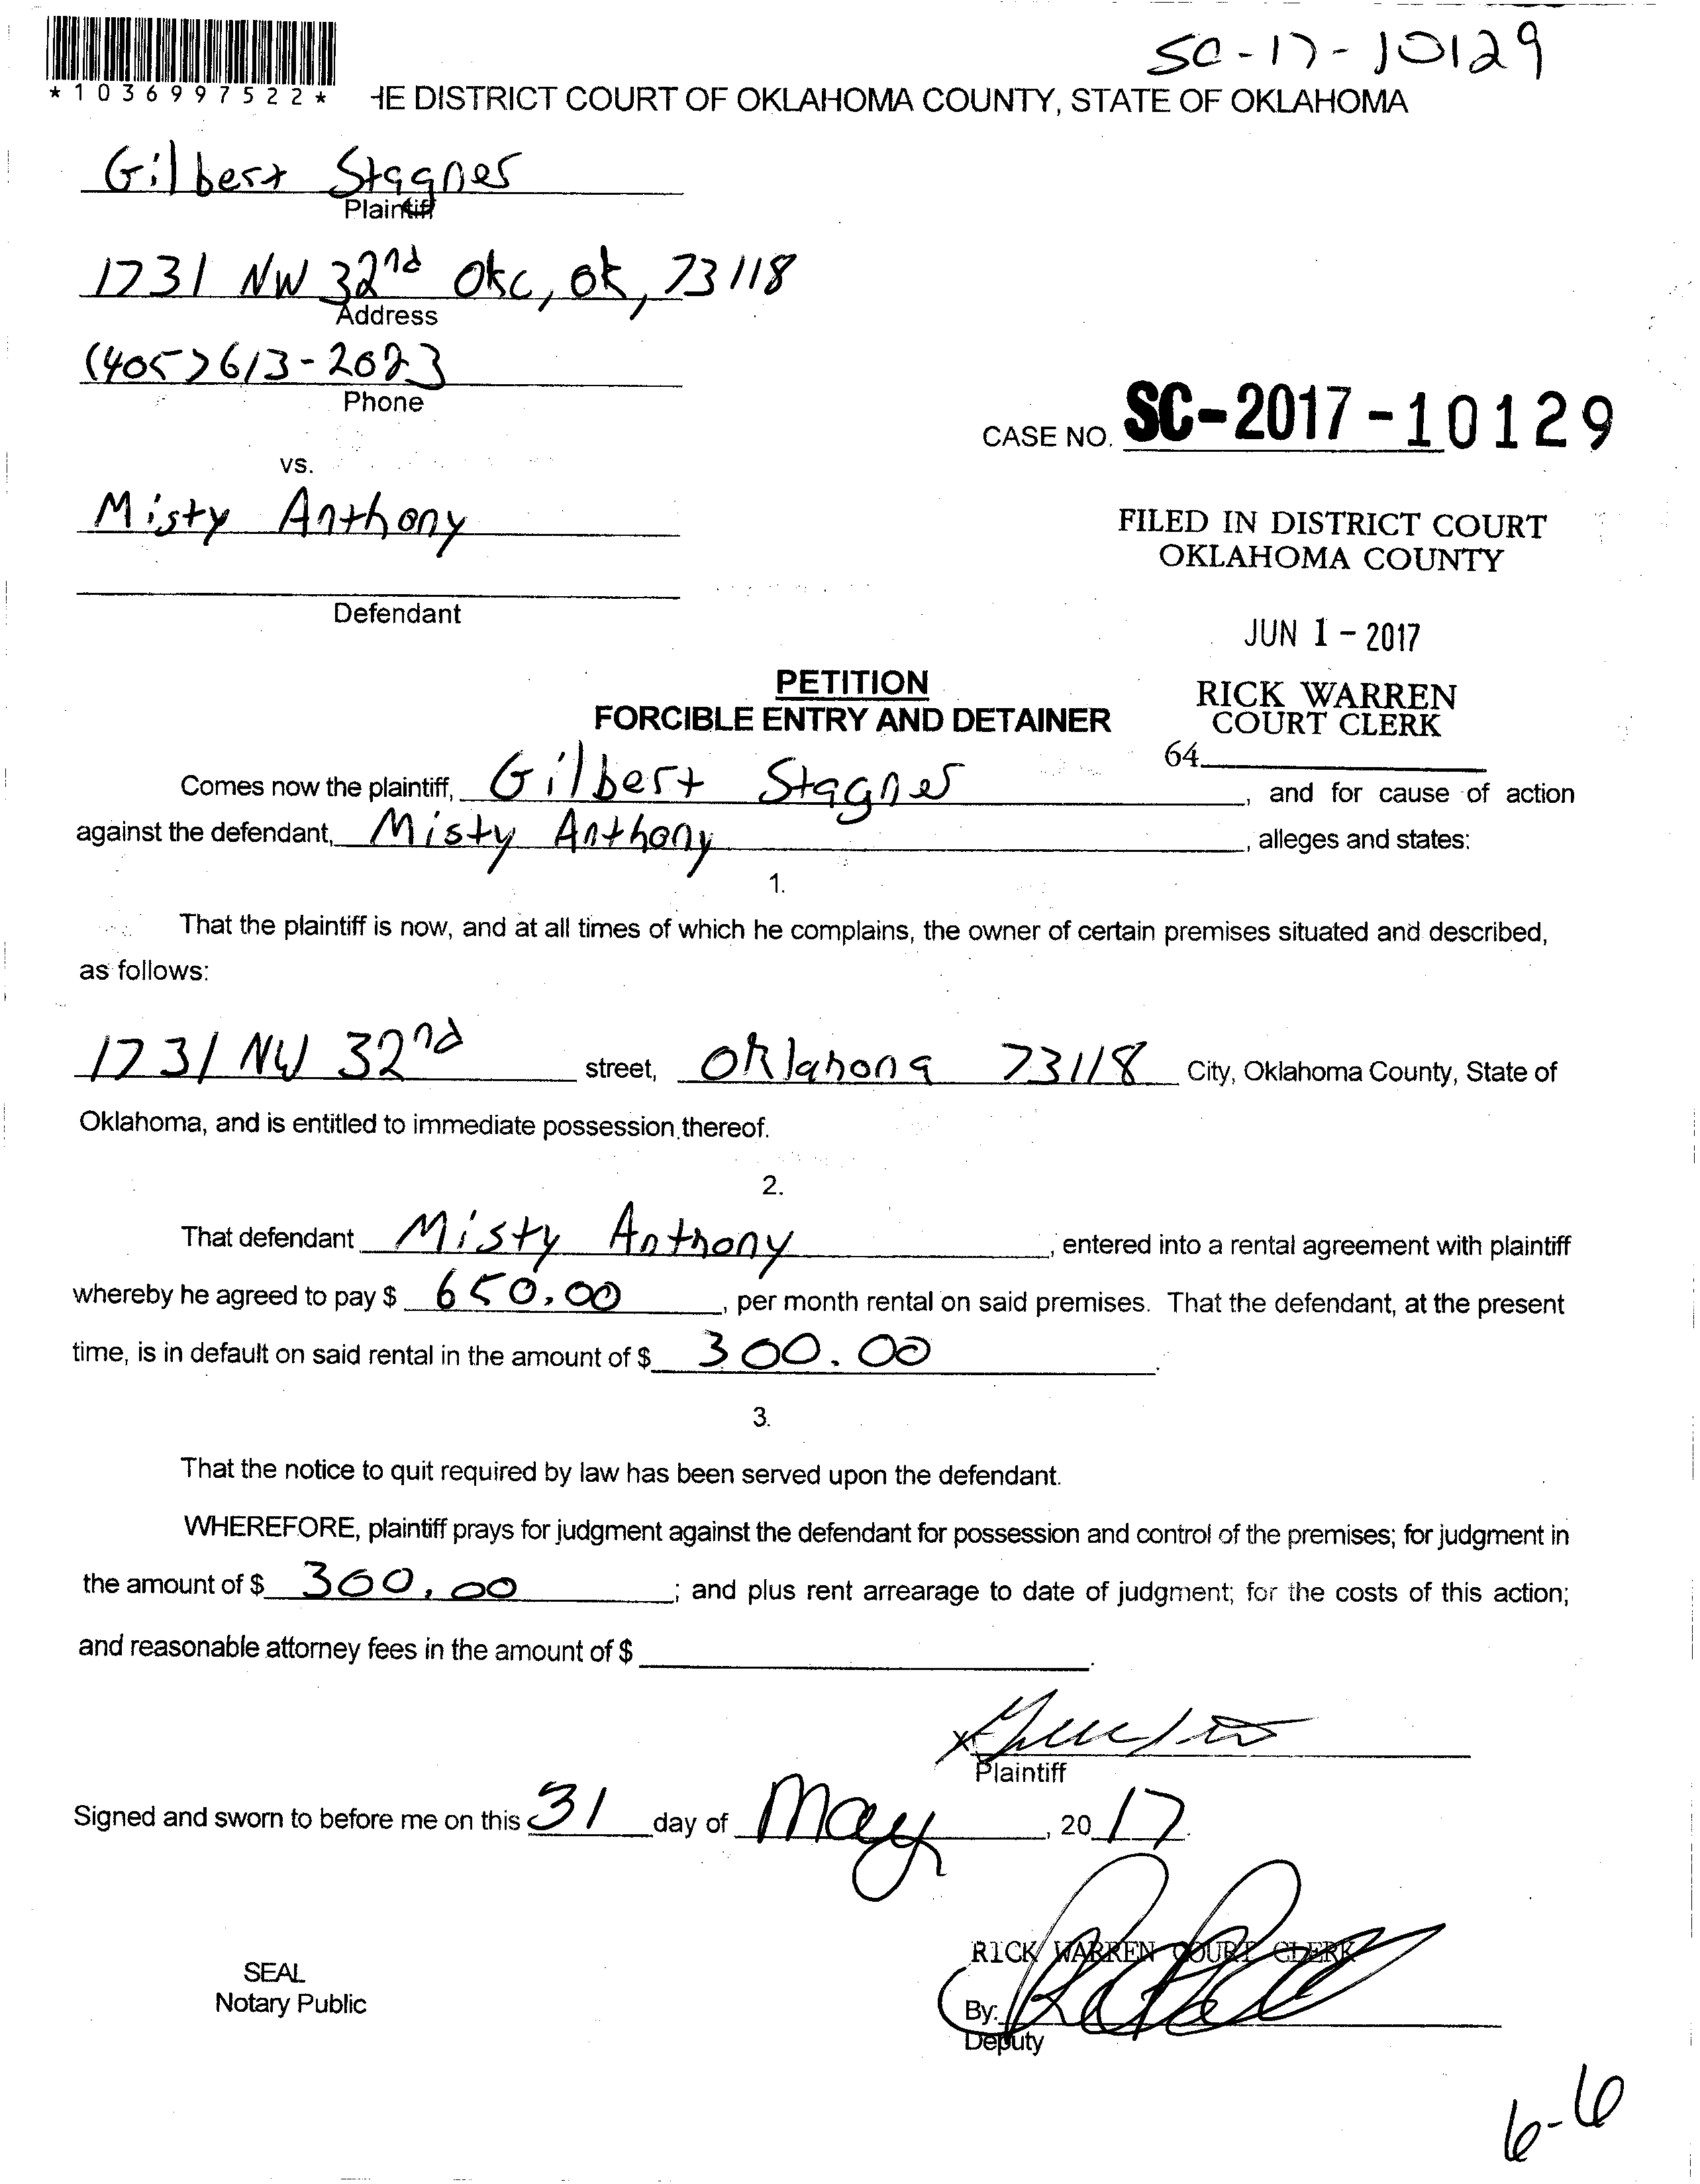 SC-17-10129
*1036997522* HE DISTRICT COURT OF OKLAHOMA COUNTY, STATE OF OKLAHOMA
Gilbert Stagner
Plaintiff
1731 NW 32nd Okc, ok, 73118
Address
(405) 613-2023
Phone
CASE NO. SC-2017-10129
vs.
Misty Anthony
FILED IN DISTRICT COURT
OKLAHOMA COUNTY
Defendant
JUN 1 - 2017
PETITION
FORCIBLE ENTRY AND DETAINER
RICK WARREN
COURT CLERK
64
Comes now the plaintiff, Gilbert Stagner, and for cause of action
against the defendant, Misty Anthony, alleges and states:
1.
That the plaintiff is now, and at all times of which he complains, the owner of certain premises situated and described,
as follows:
1731 NW 32nd street, Oklahoma 73118 City, Oklahoma County, State of
Oklahoma, and is entitled to immediate possession thereof.
2.
That defendant Misty Anthony, entered into a rental agreement with plaintiff
whereby he agreed to pay $ 650.00, per month rental on said premises. That the defendant, at the present
time, is in default on said rental in the amount of $ 300.00.
3.
That the notice to quit required by law has been served upon the defendant.
WHEREFORE, plaintiff prays for judgment against the defendant for possession and control of the premises; for judgment in
the amount of $ 300.00; and plus rent arrearage to date of judgment; for the costs of this action;
and reasonable attorney fees in the amount of $ .
X
Plaintiff
Signed and sworn to before me on this 31 day of May, 20 17.
RICK WARREN COURT CLERK
SEAL
Notary Public
By:
Deputy
6-6